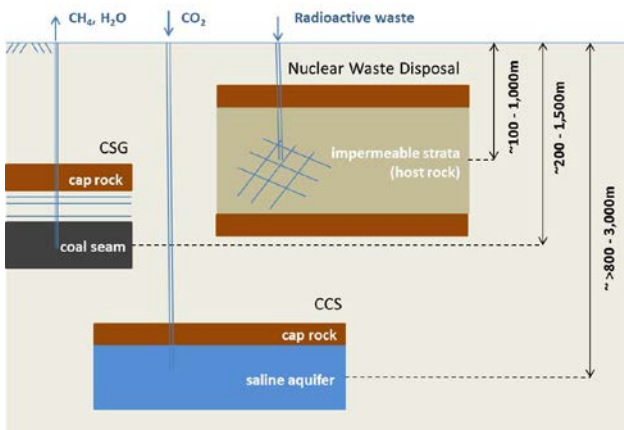 CH₄, H₂O
CO₂
Radioactive waste
Nuclear Waste Disposal
impermeable strata
(host rock)
CSG
cap rock
coal seam
CCS
cap rock
saline aquifer
~100 - 1,000m
~200 - 1,500m
~ >800 - 3,000m